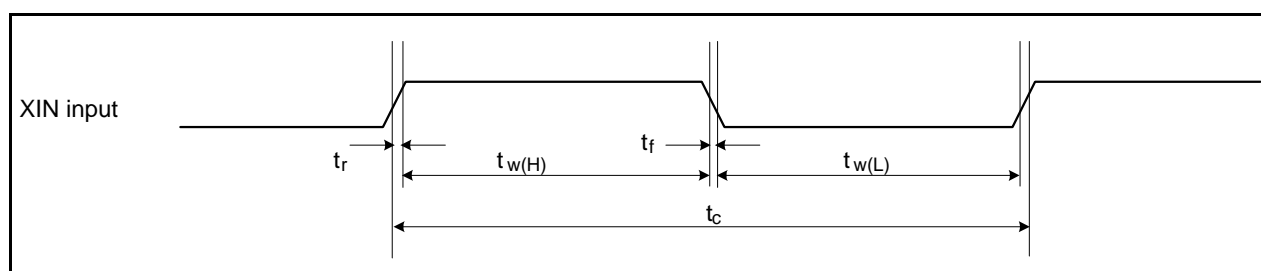 XIN input
tr
tw(H)
tf
tw(L)
tc